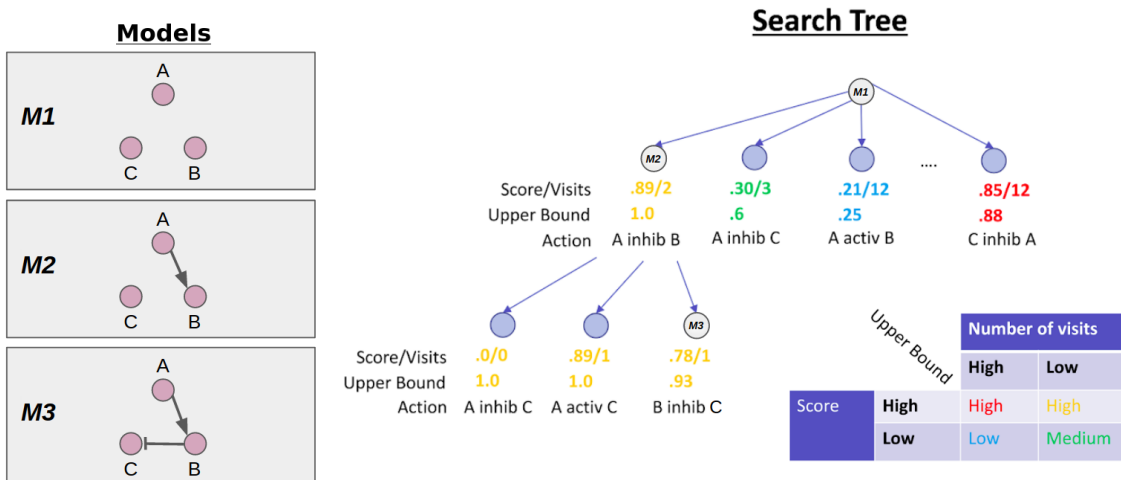 Models
M1
A
C
B
M2
A
C
B
M3
A
C
B
Search Tree
M1
M2
....
Score/Visits .89/2 .30/3 .21/12 .85/12
Upper Bound 1.0 .6 .25 .88
Action A inhib B A inhib C A activ B C inhib A
M3
Score/Visits .0/0 .89/1 .78/1
Upper Bound 1.0 1.0 .93
Action A inhib C A activ C B inhib C
Upper Bound
Number of visits
High Low
Score High High High
Low Low Medium